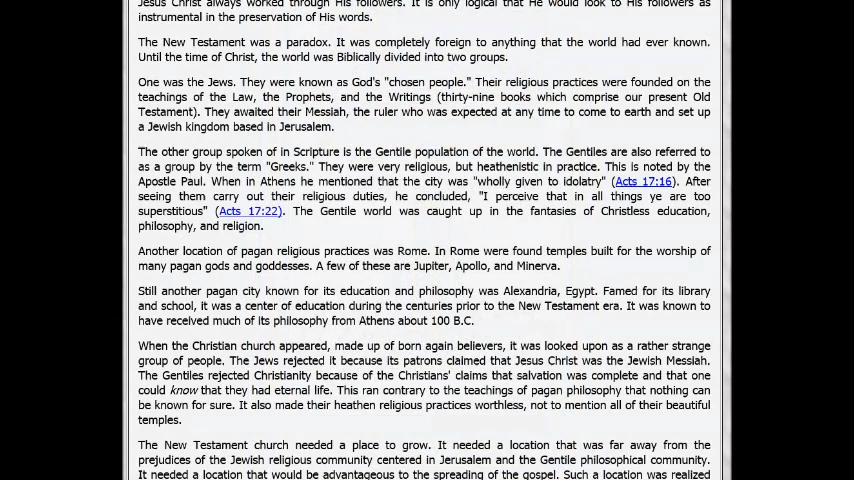 Jesus Christ always worked through His followers. It is only logical that He would look to His followers as
instrumental in the preservation of His words.
The New Testament was a paradox. It was completely foreign to anything that the world had ever known.
Until the time of Christ, the world was Biblically divided into two groups.
One was the Jews. They were known as God's "chosen people." Their religious practices were founded on the
teachings of the Law, the Prophets, and the Writings (thirty-nine books which comprise our present Old
Testament). They awaited their Messiah, the ruler who was expected at any time to come to earth and set up
a Jewish kingdom based in Jerusalem.
The other group spoken of in Scripture is the Gentile population of the world. The Gentiles are also referred to
as a group by the term "Greeks." They were very religious, but heathenistic in practice. This is noted by the
Apostle Paul. When in Athens he mentioned that the city was "wholly given to idolatry" (Acts 17:16). After
seeing them carry out their religious duties, he concluded, "I perceive that in all things ye are too
superstitious" (Acts 17:22). The Gentile world was caught up in the fantasies of Christless education,
philosophy, and religion.
Another location of pagan religious practices was Rome. In Rome were found temples built for the worship of
many pagan gods and goddesses. A few of these are Jupiter, Apollo, and Minerva.
Still another pagan city known for its education and philosophy was Alexandria, Egypt. Famed for its library
and school, it was a center of education during the centuries prior to the New Testament era. It was known to
have received much of its philosophy from Athens about 100 B.C.
When the Christian church appeared, made up of born again believers, it was looked upon as a rather strange
group of people. The Jews rejected it because its patrons claimed that Jesus Christ was the Jewish Messiah.
The Gentiles rejected Christianity because of the Christians' claims that salvation was complete and that one
could know that they had eternal life. This ran contrary to the teachings of pagan philosophy that nothing can
be known for sure. It also made their heathen religious practices worthless, not to mention all of their beautiful
temples.
The New Testament church needed a place to grow. It needed a location that was far away from the
prejudices of the Jewish religious community centered in Jerusalem and the Gentile philosophical community.
It needed a location that would be advantageous to the spreading of the gospel. Such a location was realized